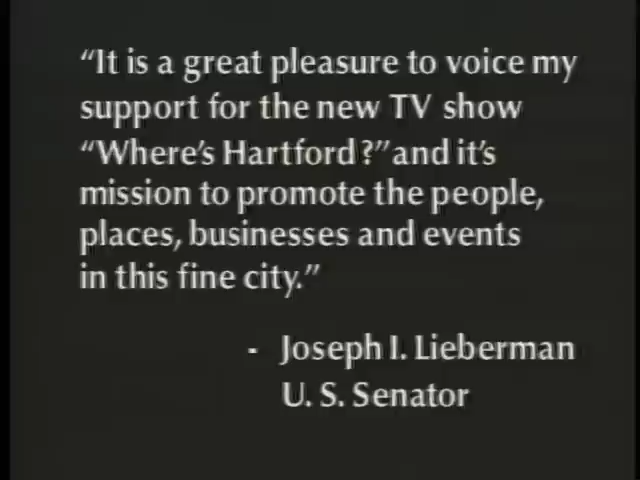 “It is a great pleasure to voice my
support for the new TV show
“Where’s Hartford?” and it’s
mission to promote the people,
places, businesses and events
in this fine city.”
- Joseph I. Lieberman
U. S. Senator